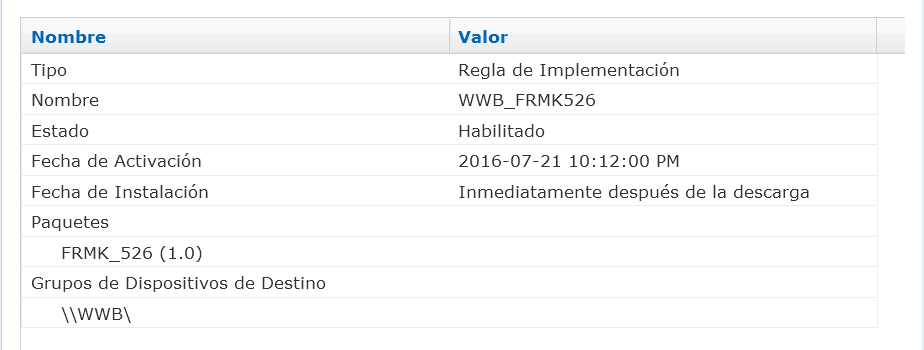 Nombre Valor
Tipo Regla de Implementación
Nombre WWB_FRMK526
Estado Habilitado
Fecha de Activación 2016-07-21 10:12:00 PM
Fecha de Instalación Inmediatamente después de la descarga
Paquetes
FRMK_526 (1.0)
Grupos de Dispositivos de Destino
\\WWB\